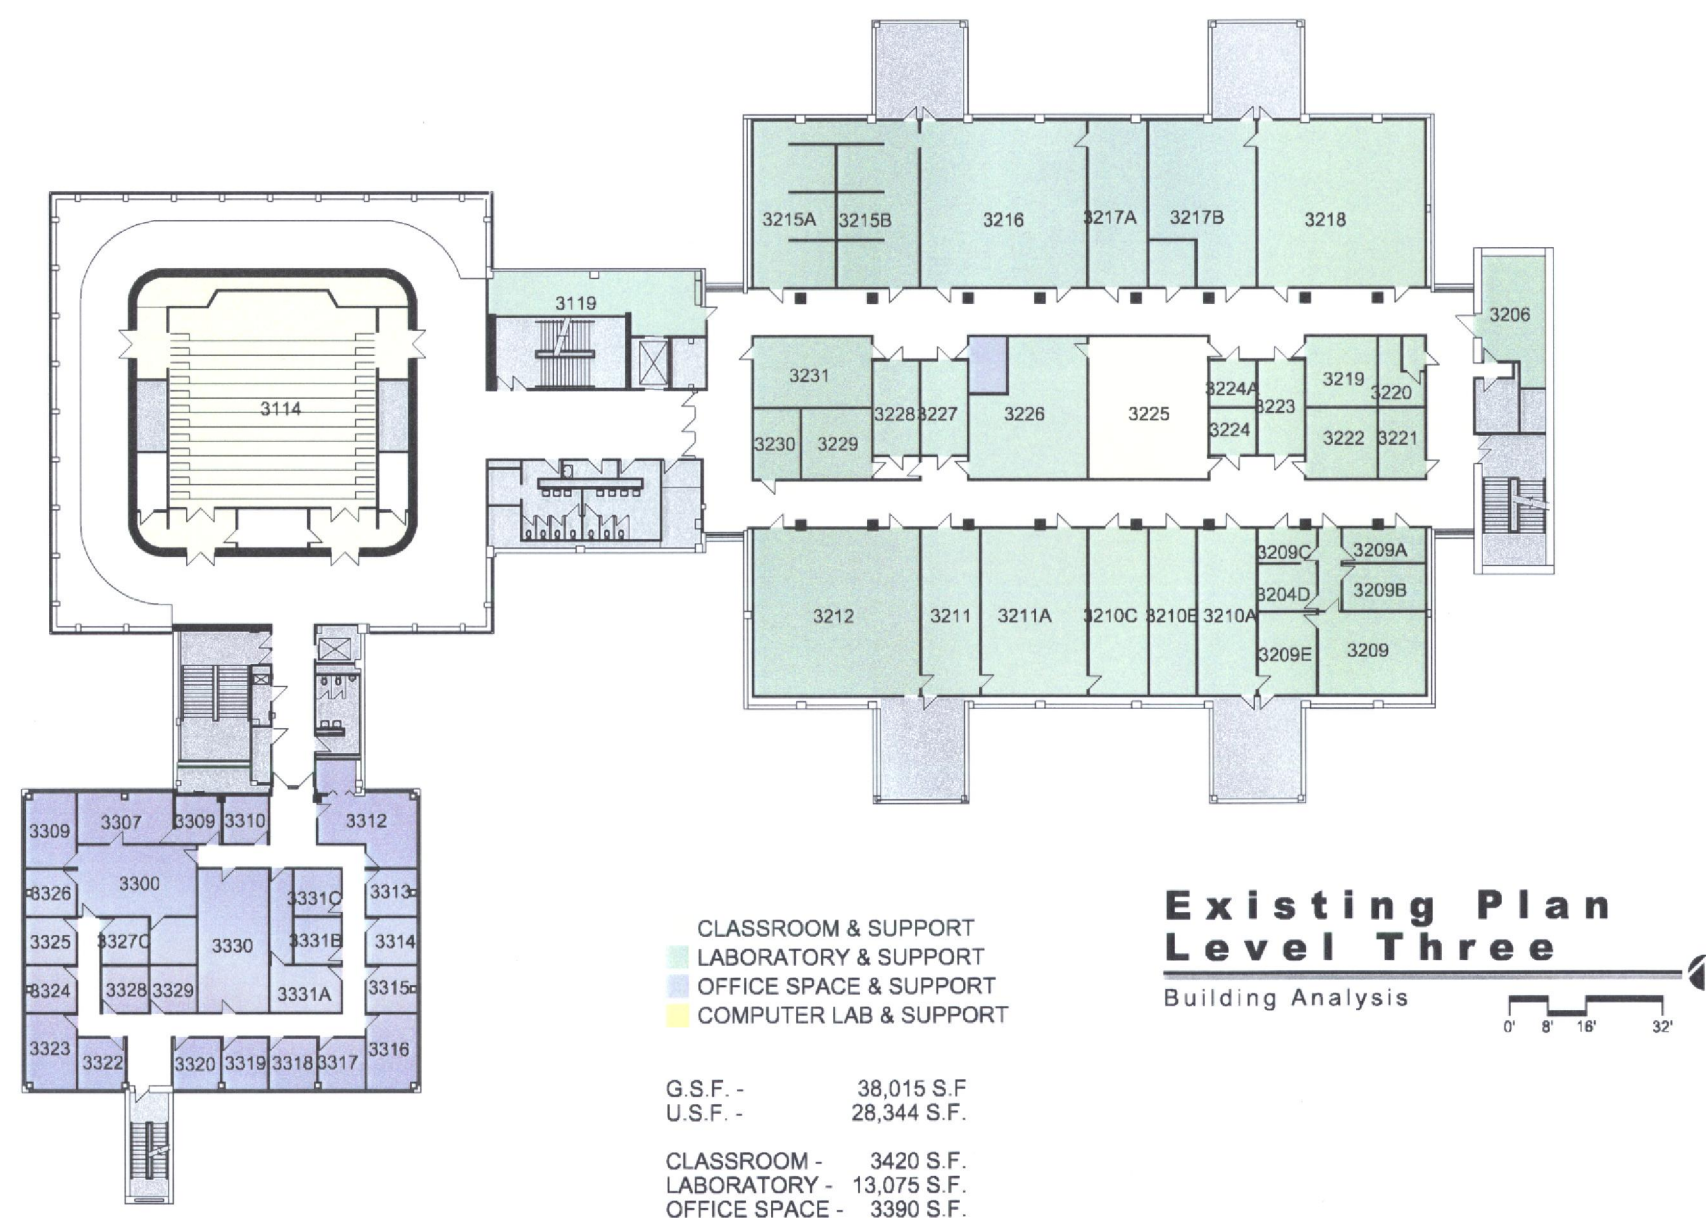 3215A 3215B 3216 3217A 3217B 3218
3119
3206
3114
3231 3228 3227 3226 3225 3224A 3223 3219 3220
3230 3229 3224 3222 3221
3212 3211 3211A 3210C 3210E 3210A 3209C 3209A
3204D 3209B
3209E 3209
3309 3307 3309 3310 3312
3326 3300 3331C 3313
3325 3327C 3330 3331B 3314
3324 3328 3329 3331A 3315
3323 3322 3320 3319 3318 3317 3316
CLASSROOM & SUPPORT
LABORATORY & SUPPORT
OFFICE SPACE & SUPPORT
COMPUTER LAB & SUPPORT
G.S.F. - 38,015 S.F
U.S.F. - 28,344 S.F.
CLASSROOM - 3420 S.F.
LABORATORY - 13,075 S.F.
OFFICE SPACE - 3390 S.F.
Existing Plan
Level Three
Building Analysis
0' 8' 16' 32'